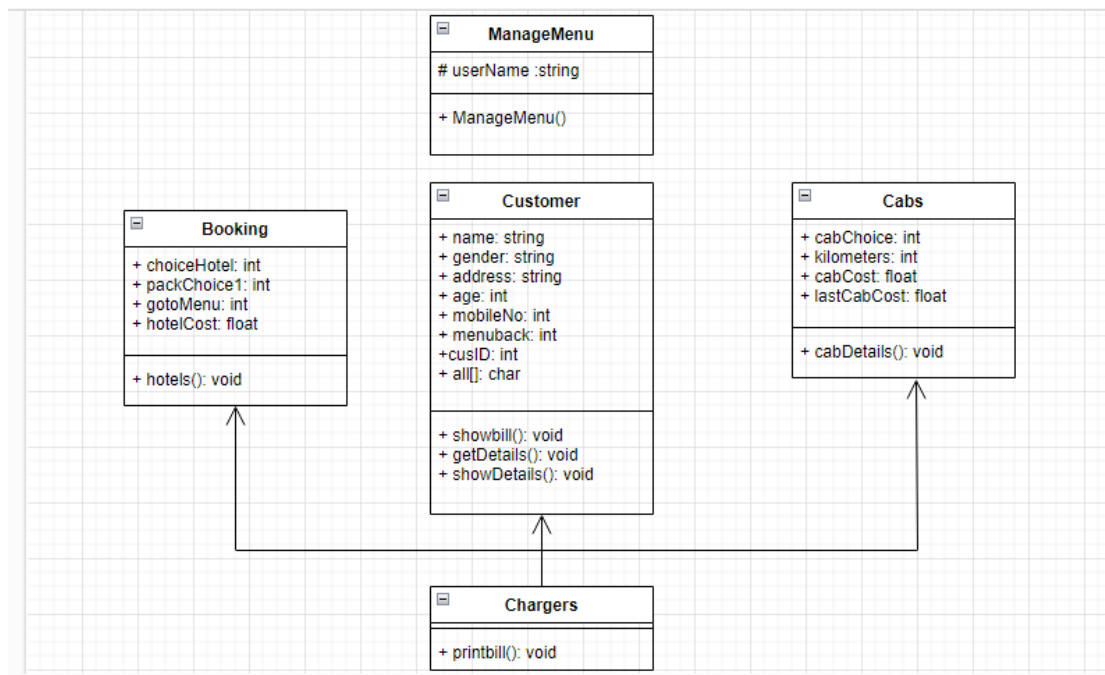 ManageMenu
# userName :string
+ ManageMenu()
Booking
+ choiceHotel: int
+ packChoice1: int
+ gotoMenu: int
+ hotelCost: float
+ hotels(): void
Customer
+ name: string
+ gender: string
+ address: string
+ age: int
+ mobileNo: int
+ menuback: int
+cusID: int
+ all[]: char
+ showbill(): void
+ getDetails(): void
+ showDetails(): void
Cabs
+ cabChoice: int
+ kilometers: int
+ cabCost: float
+ lastCabCost: float
+ cabDetails(): void
Chargers
+ printbill(): void